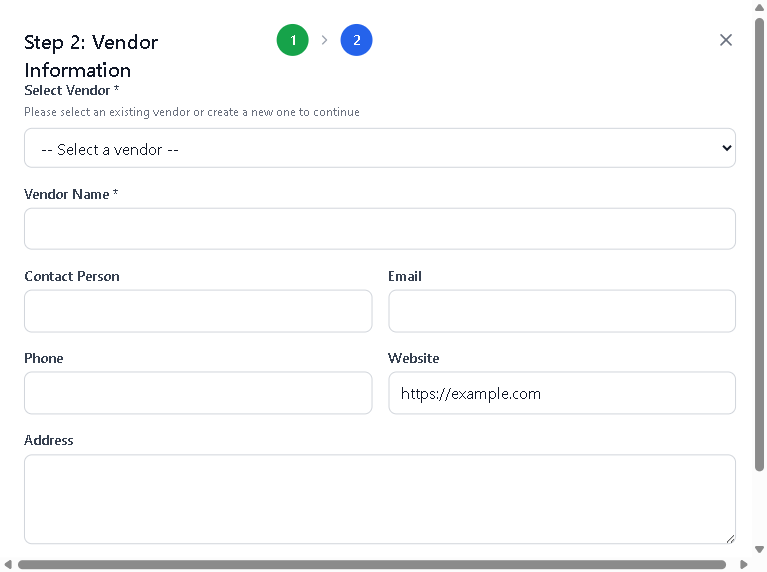 Step 2: Vendor
Information
1
2
Select Vendor *
Please select an existing vendor or create a new one to continue
-- Select a vendor --
Vendor Name *
Contact Person
Email
Phone
Website
https://example.com
Address